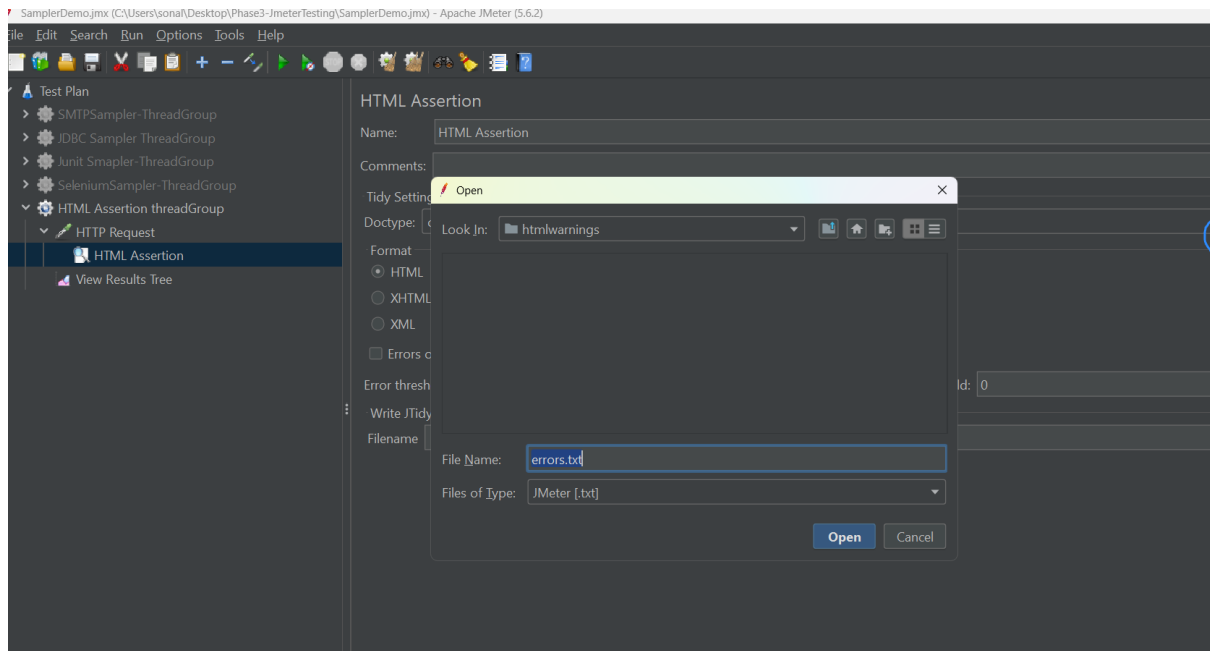 SamplerDemo.jmx (C:\Users\sonal\Desktop\Phase3-JmeterTesting\SamplerDemo.jmx) - Apache JMeter (5.6.2)
File Edit Search Run Options Tools Help
Test Plan
SMTPSampler-ThreadGroup
JDBC Sampler ThreadGroup
Junit Smapler-ThreadGroup
SeleniumSampler-ThreadGroup
HTML Assertion threadGroup
HTTP Request
HTML Assertion
View Results Tree
HTML Assertion
Name: HTML Assertion
Comments:
Tidy Setting
Doctype:
Format
HTML
XHTML
XML
Errors o
Error thresh
ld: 0
Write JTidy
Filename
Open
Look In: htmlwarnings
File Name: errors.txt
Files of Type: JMeter [.txt]
Open Cancel